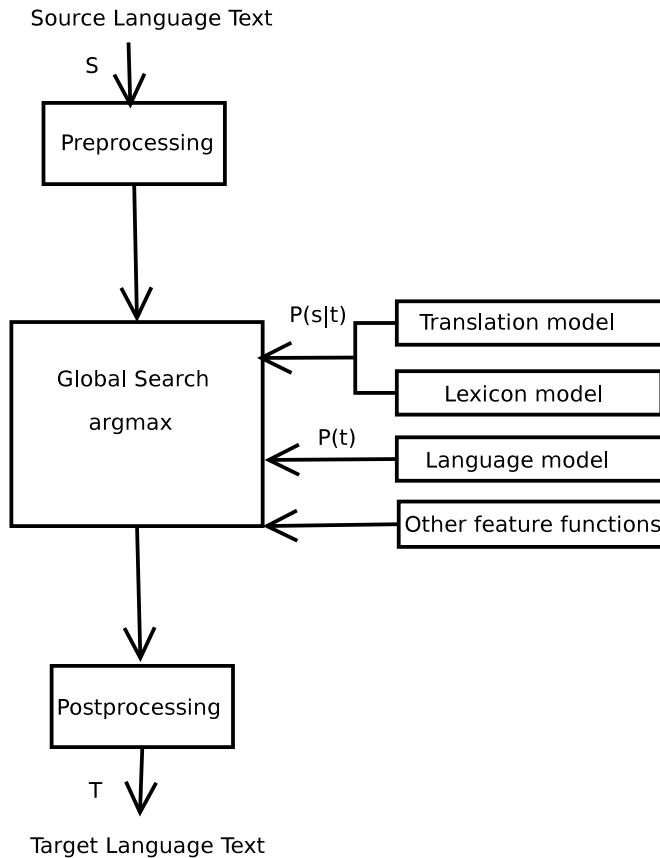 Source Language Text
S
Preprocessing
P(s|t)
Translation model
Global Search
argmax
Lexicon model
P(t)
Language model
Other feature functions
Postprocessing
T
Target Language Text